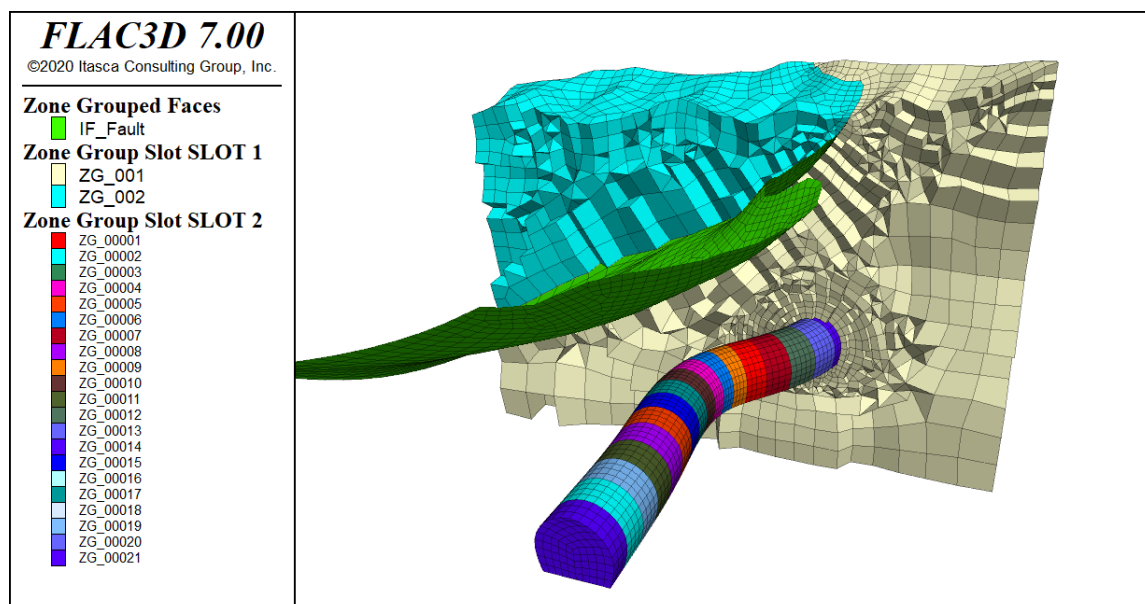 FLAC3D 7.00
©2020 Itasca Consulting Group, Inc.
Zone Grouped Faces
IF_Fault
Zone Group Slot SLOT 1
ZG_001
ZG_002
Zone Group Slot SLOT 2
ZG_00001
ZG_00002
ZG_00003
ZG_00004
ZG_00005
ZG_00006
ZG_00007
ZG_00008
ZG_00009
ZG_00010
ZG_00011
ZG_00012
ZG_00013
ZG_00014
ZG_00015
ZG_00016
ZG_00017
ZG_00018
ZG_00019
ZG_00020
ZG_00021